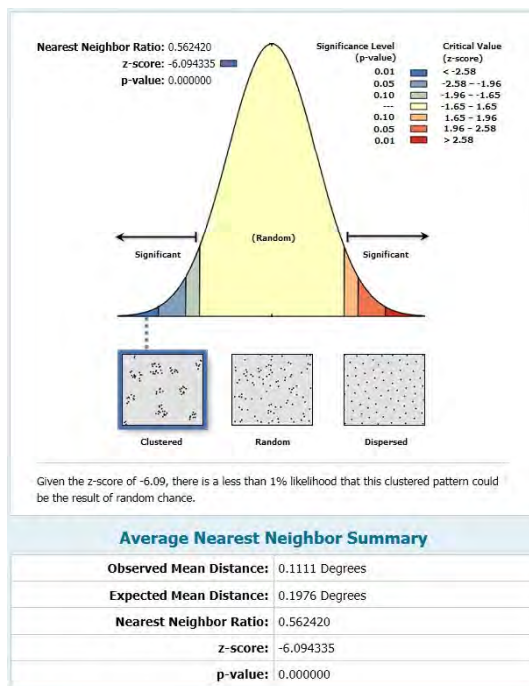 Nearest Neighbor Ratio: 0.562420
z-score: -6.094335
p-value: 0.000000
Significance Level (p-value) Critical Value (z-score)
0.01 < -2.58
0.05 -2.58 - -1.96
0.10 -1.96 - -1.65
--- -1.65 - 1.65
0.10 1.65 - 1.96
0.05 1.96 - 2.58
0.01 > 2.58
(Random)
Significant Significant
Clustered Random Dispersed
Given the z-score of -6.09, there is a less than 1% likelihood that this clustered pattern could
be the result of random chance.
Average Nearest Neighbor Summary
Observed Mean Distance: 0.1111 Degrees
Expected Mean Distance: 0.1976 Degrees
Nearest Neighbor Ratio: 0.562420
z-score: -6.094335
p-value: 0.000000